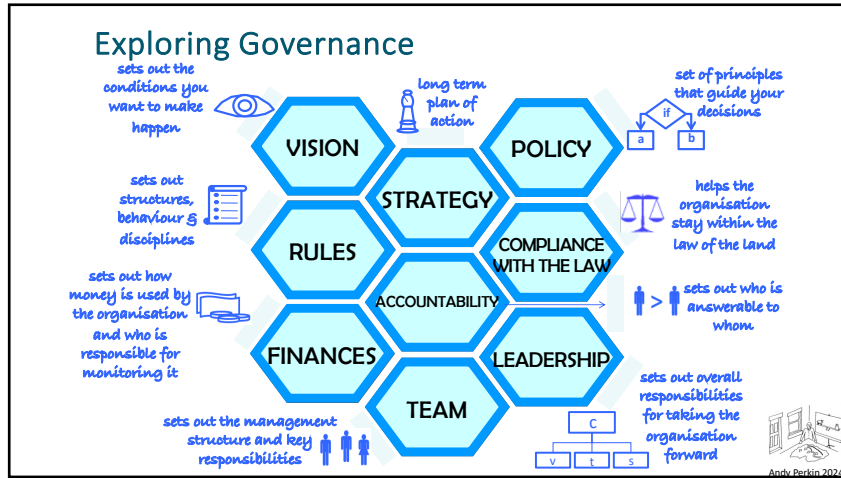 Exploring Governance
sets out the
conditions you
want to make
happen
VISION
long term
plan of
action
STRATEGY
set of principles
that guide your
decisions
if
a
b
POLICY
sets out
structures,
behaviour &
disciplines
RULES
helps the
organisation
stay within the
law of the land
COMPLIANCE
WITH THE LAW
sets out how
money is used by
the organisation
and who is
responsible for
monitoring it
FINANCES
ACCOUNTABILITY
>
sets out who is
answerable to
whom
LEADERSHIP
sets out overall
responsibilities
for taking the
organisation
forward
C
v t s
TEAM
sets out the management
structure and key
responsibilities
Andy Perkin 2024